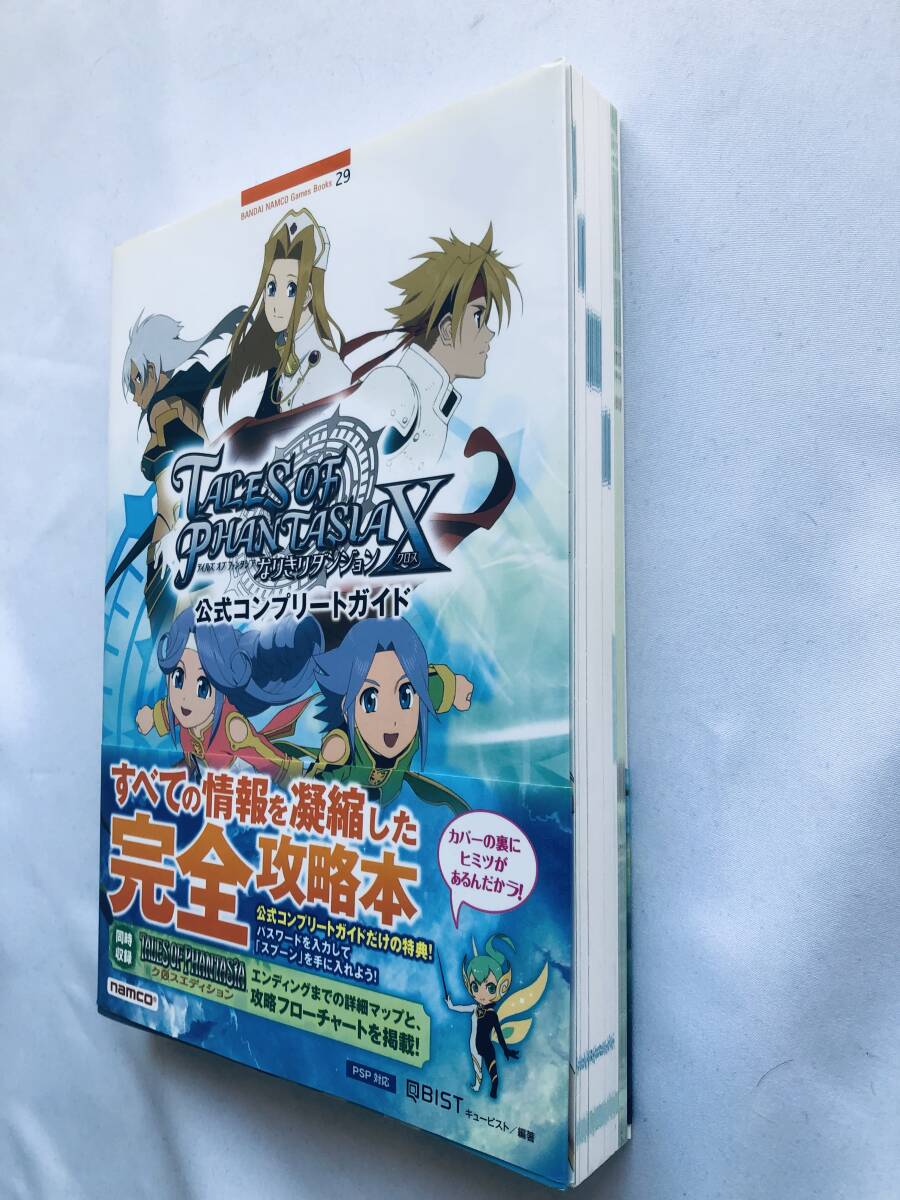 BANDAI NAMCO Games Books 29
TALES OF
PHANTASIA X
テイルズ オブ ファンタジア なりきりダンジョン クロス
公式コンプリートガイド
すべての情報を凝縮した
完全攻略本
カバーの裏に
ヒミツが
あるんだかラ!
公式コンプリートガイドだけの特典!
パスワードを入力して
「スプーン」を手に入れよう!
同時
収録
TALES OF PHANTASIA
クロスエディション
エンディングまでの詳細マップと、
攻略フローチャートを掲載!
namco
PSP対応
QBIST
キュービスト/編著